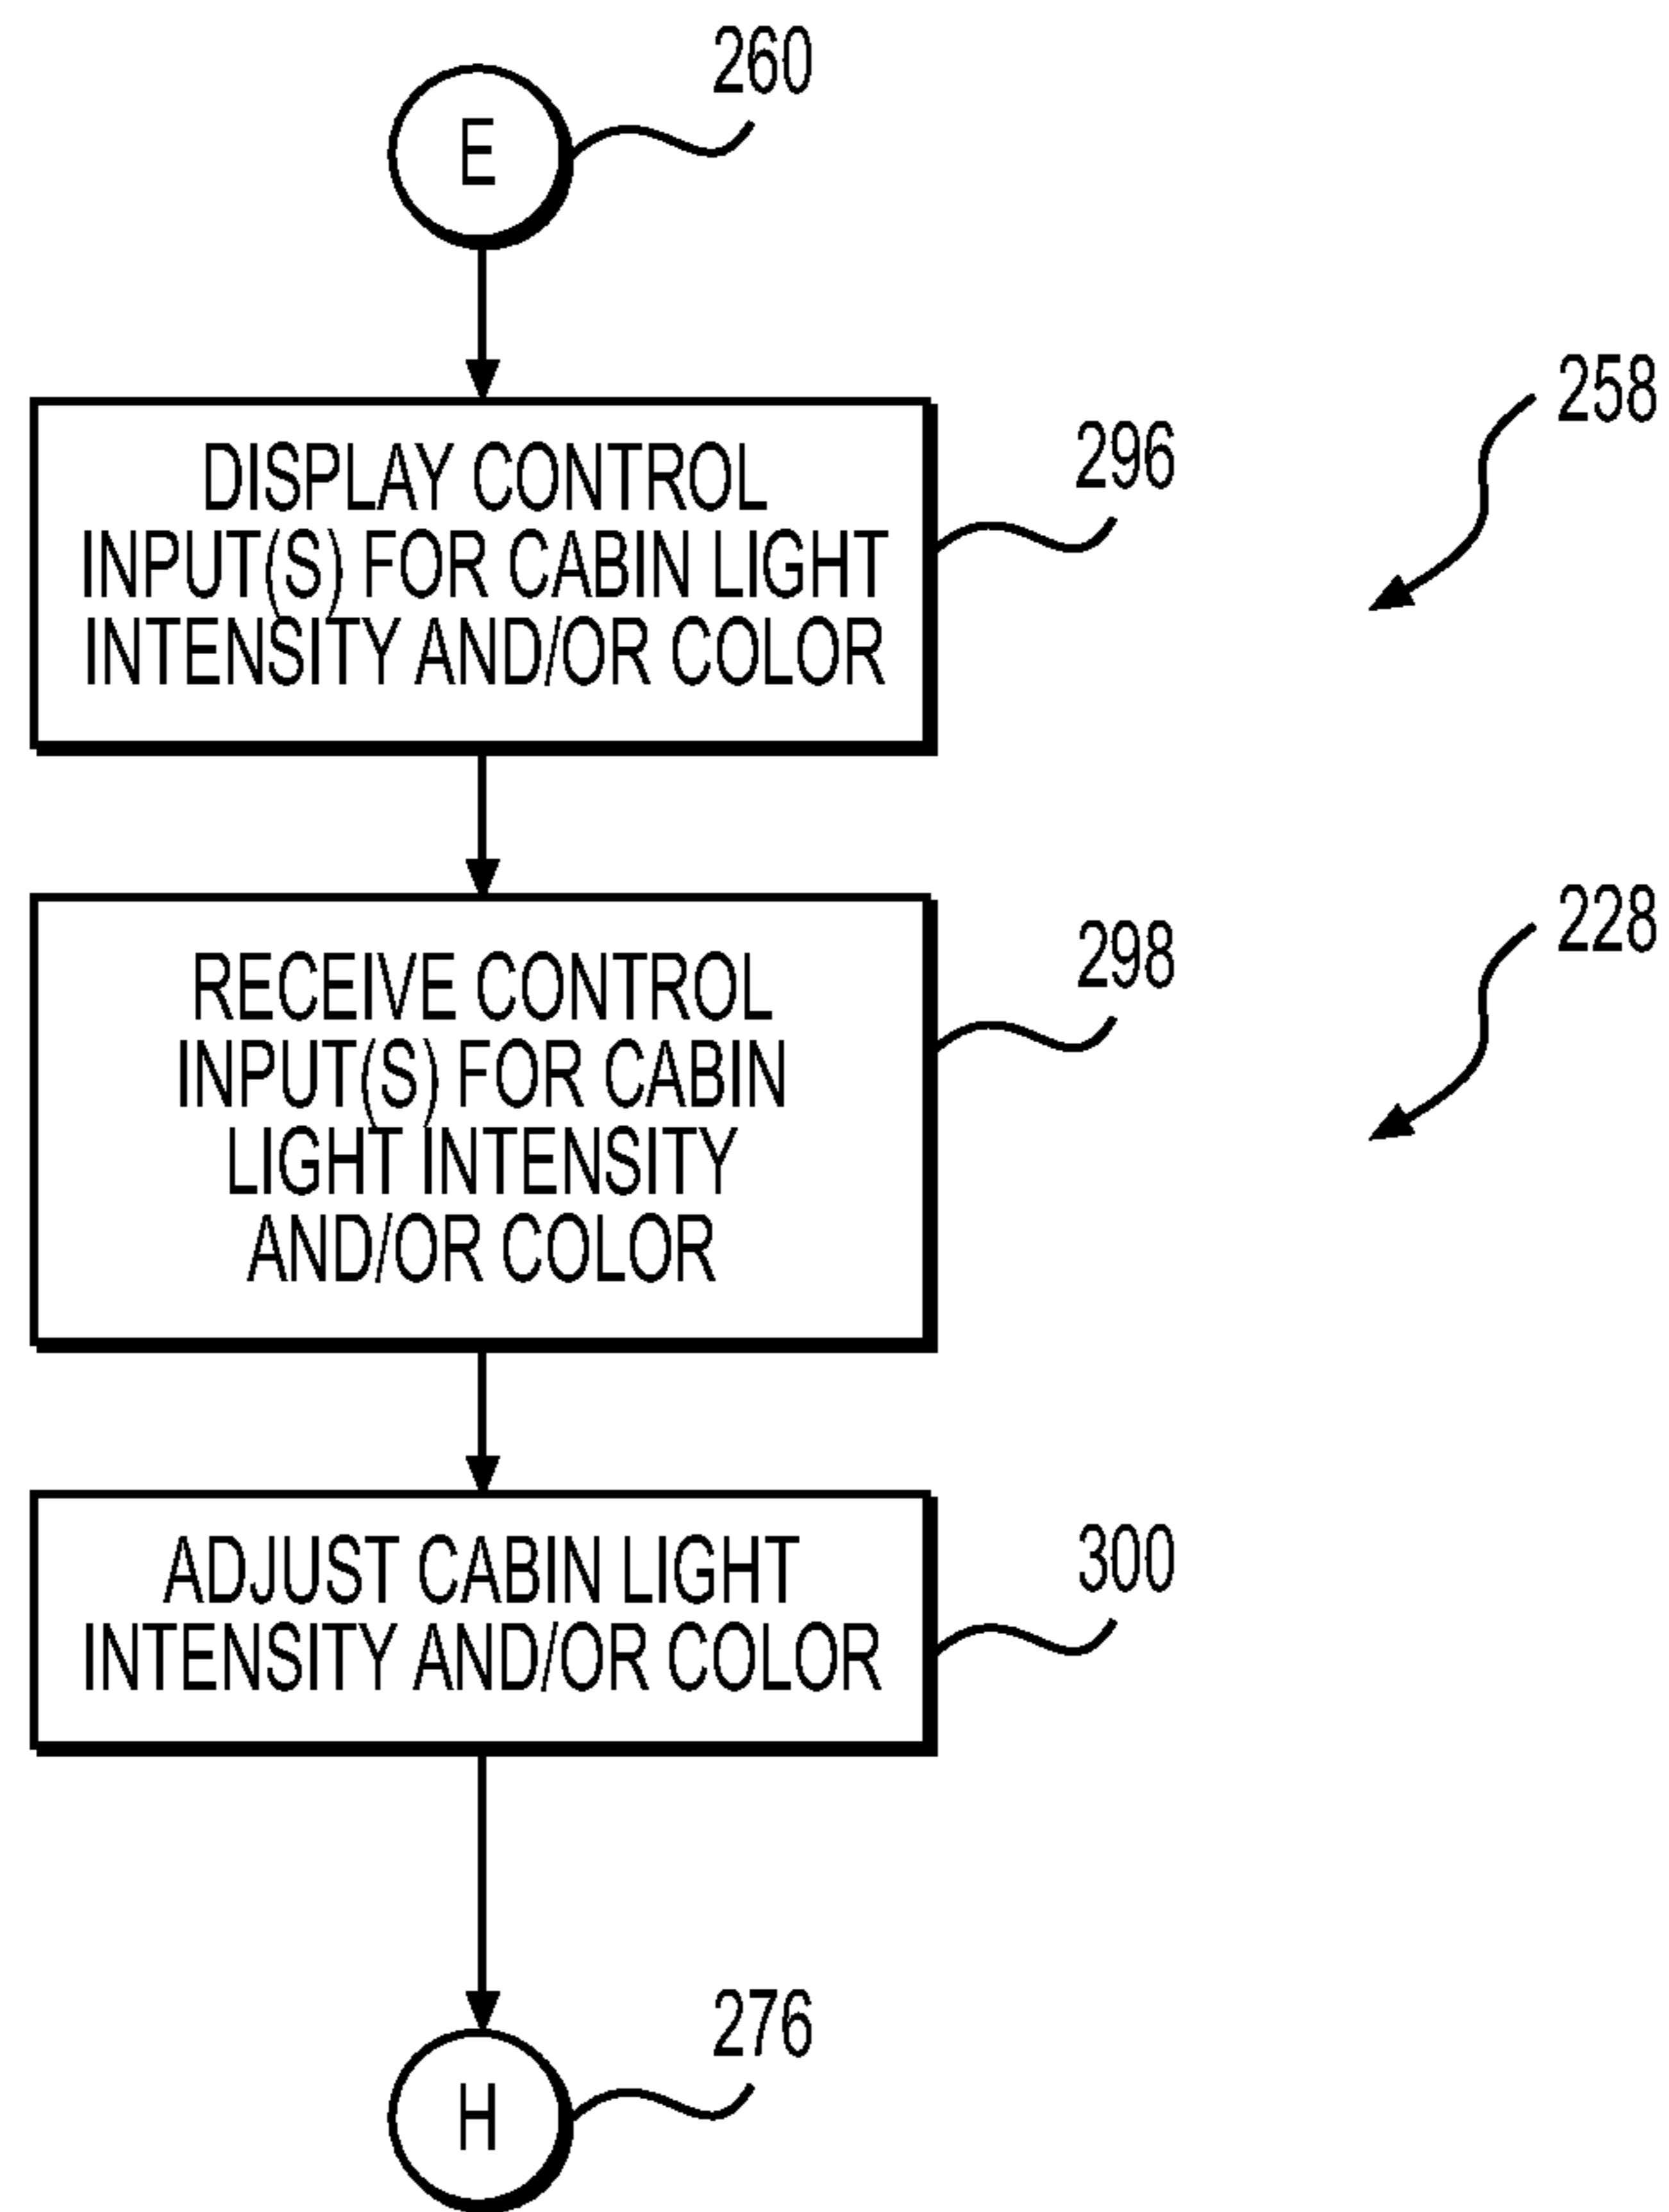 260
E
258
296
DISPLAY CONTROL
INPUT(S) FOR CABIN LIGHT
INTENSITY AND/OR COLOR
228
298
RECEIVE CONTROL
INPUT(S) FOR CABIN
LIGHT INTENSITY
AND/OR COLOR
300
ADJUST CABIN LIGHT
INTENSITY AND/OR COLOR
276
H